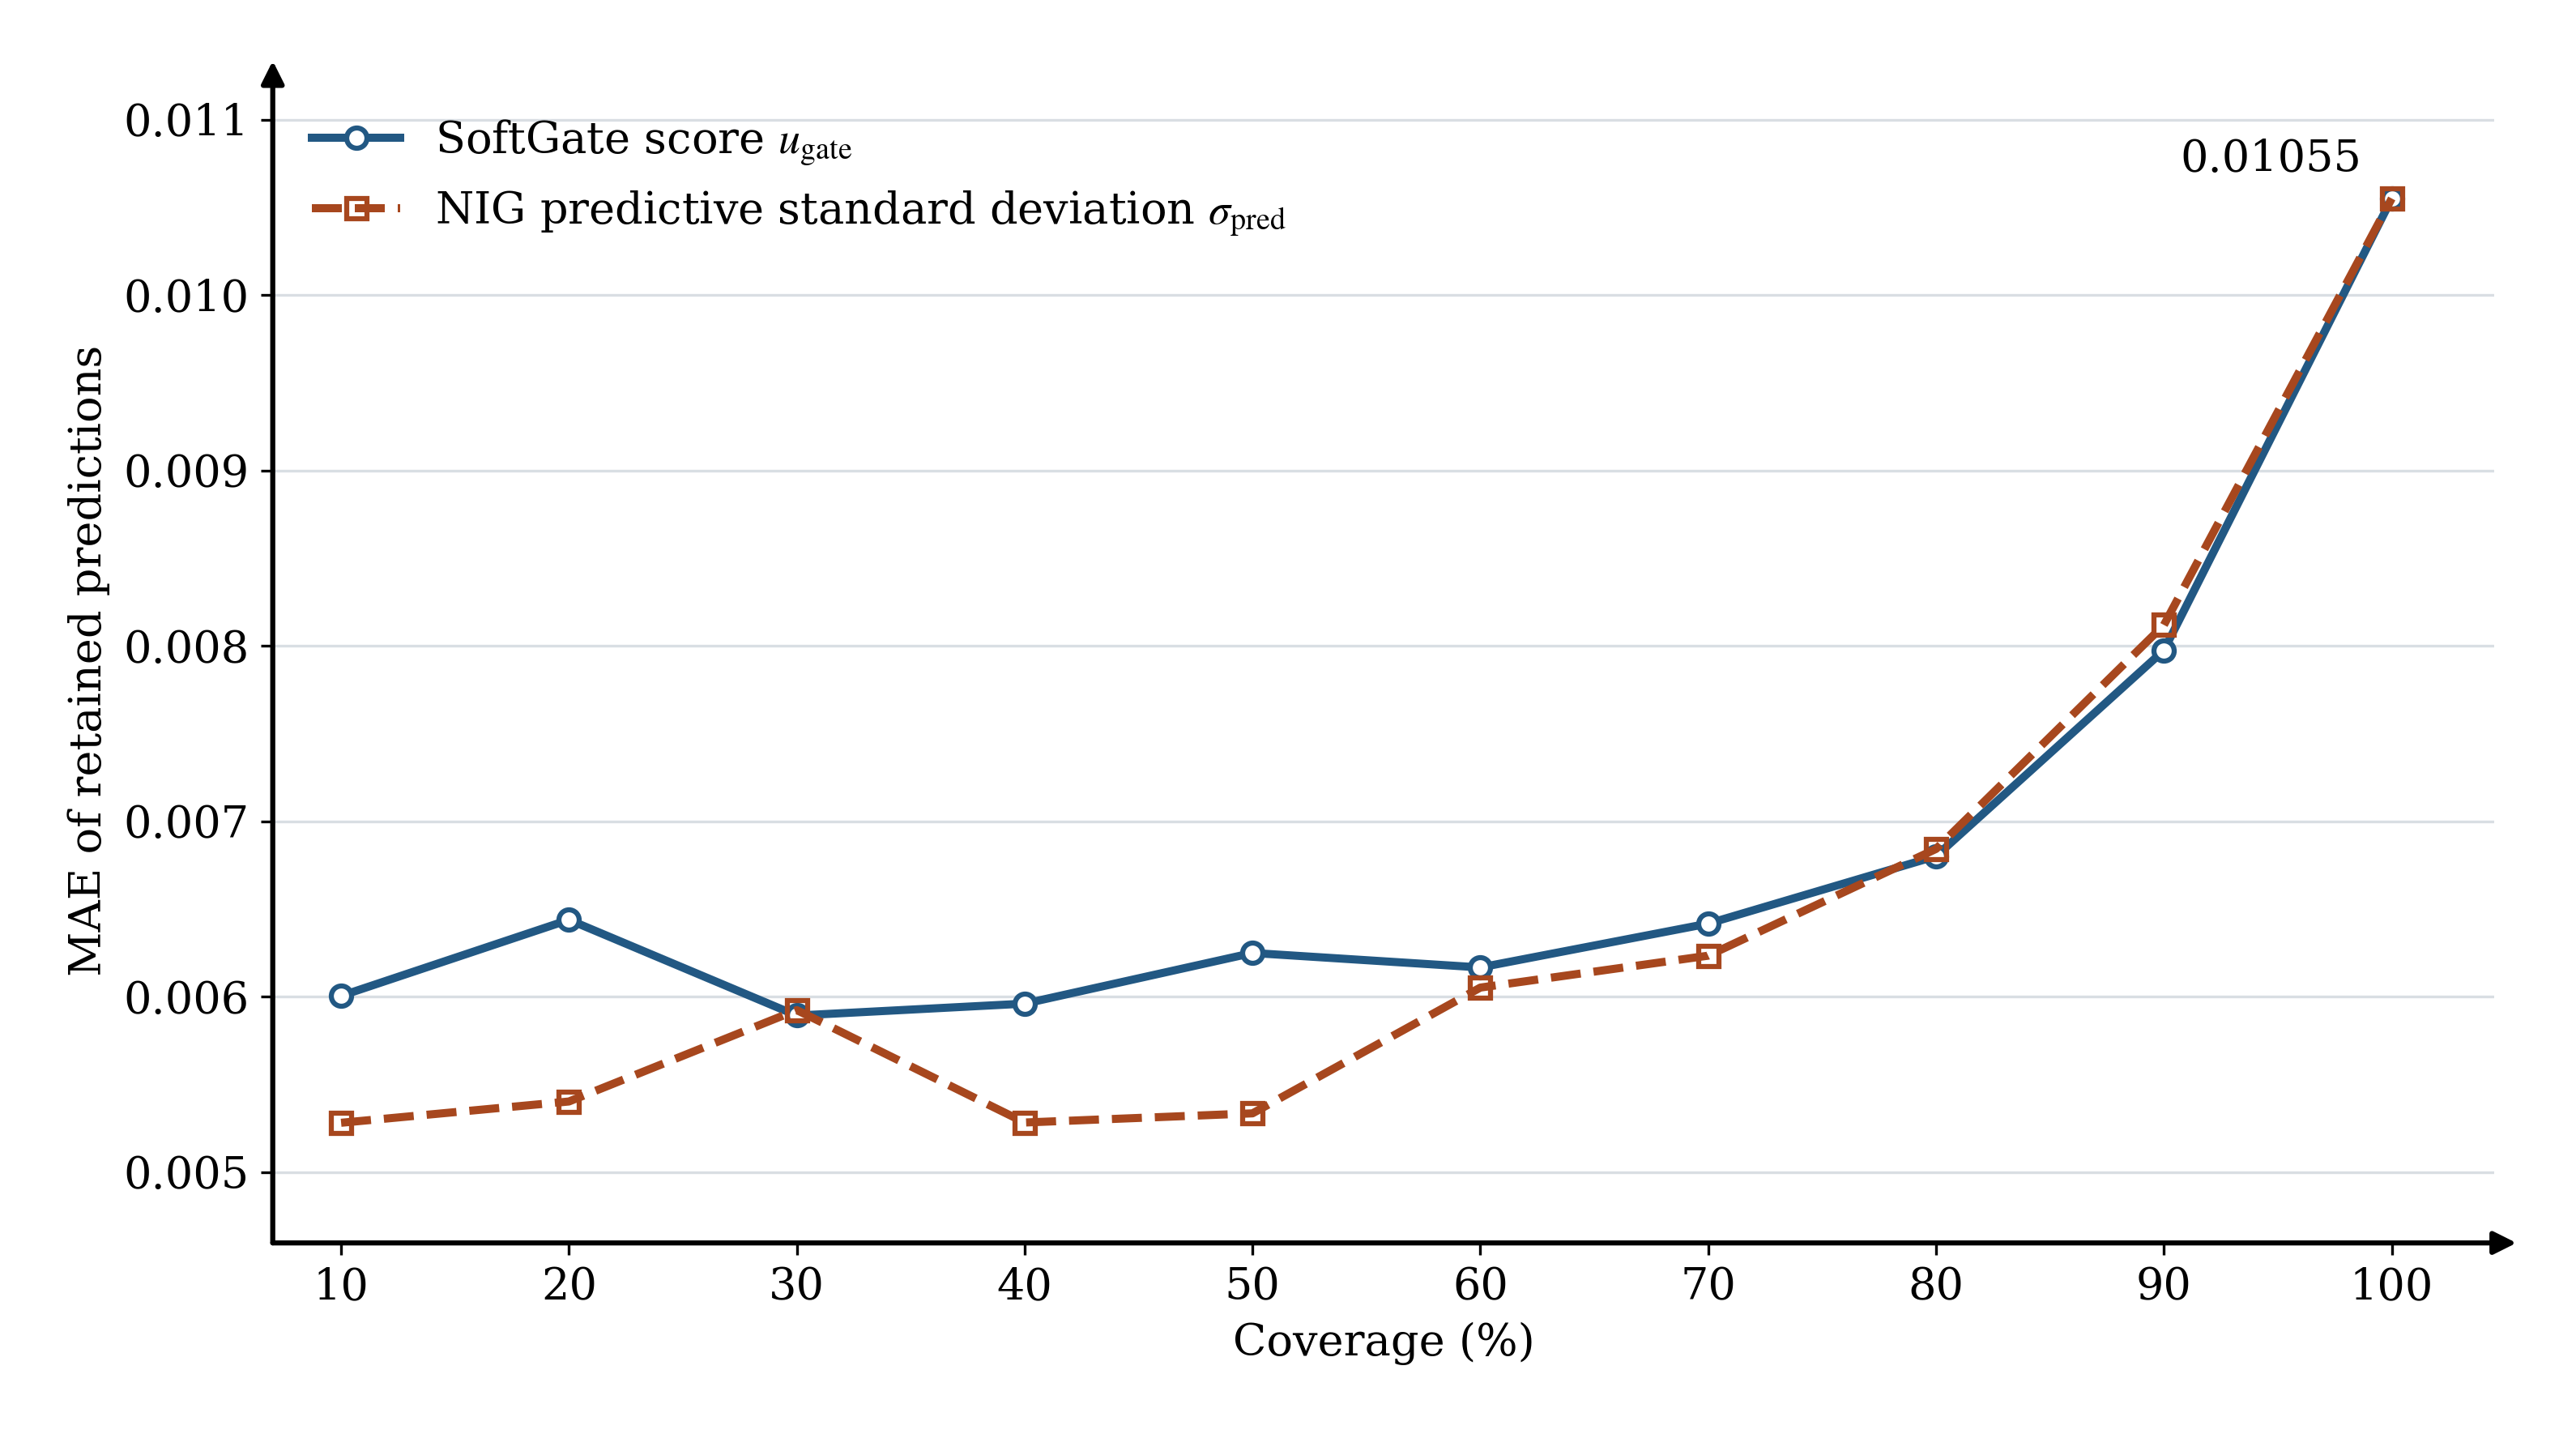 0.011
0.010
0.009
0.008
0.007
0.006
0.005
MAE of retained predictions
SoftGate score u_gate
NIG predictive standard deviation σ_pred
0.01055
10 20 30 40 50 60 70 80 90 100
Coverage (%)